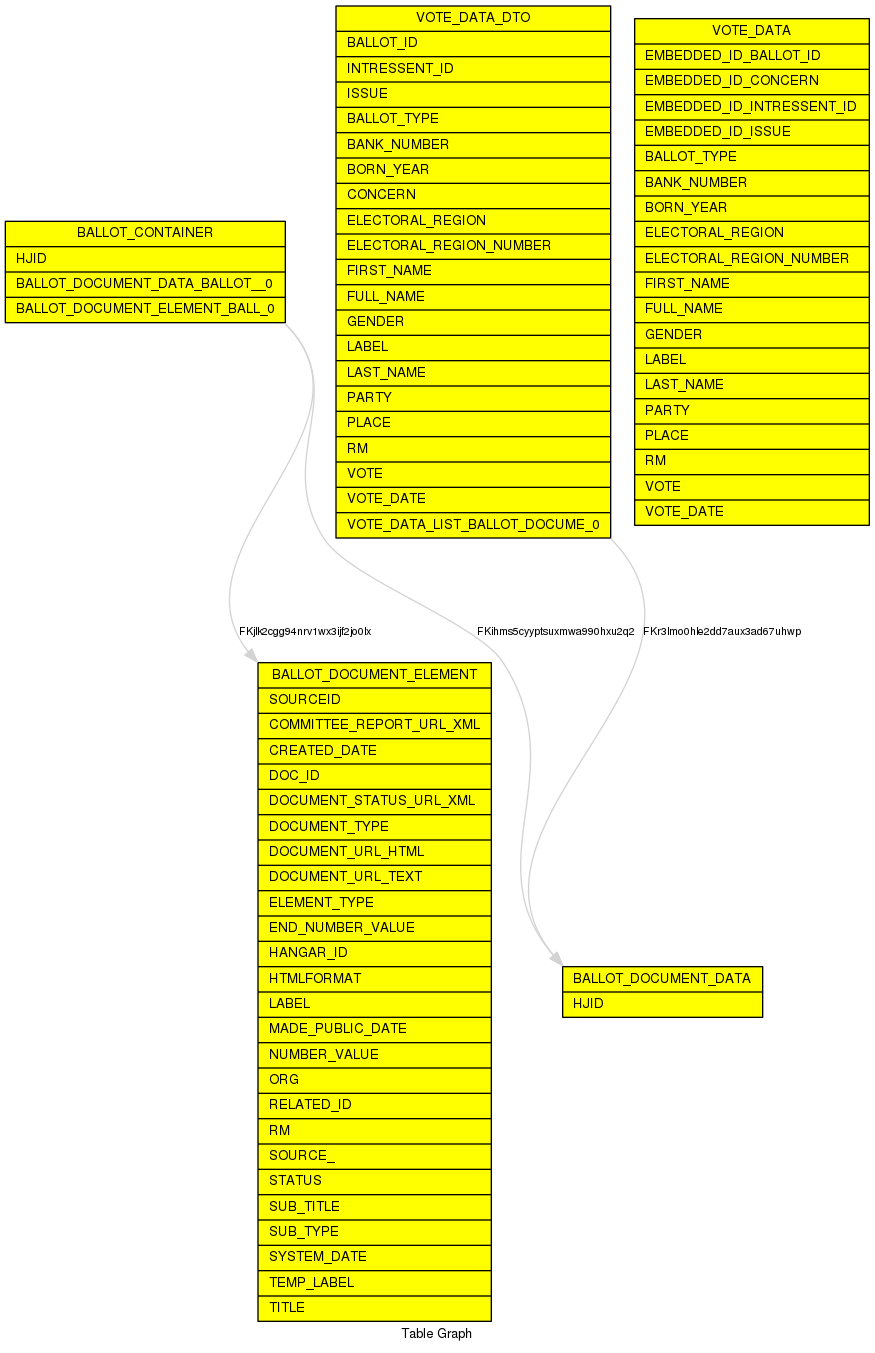 VOTE_DATA_DTO
BALLOT_ID
INTRESSENT_ID
ISSUE
BALLOT_TYPE
BANK_NUMBER
BORN_YEAR
CONCERN
ELECTORAL_REGION
ELECTORAL_REGION_NUMBER
FIRST_NAME
FULL_NAME
GENDER
LABEL
LAST_NAME
PARTY
PLACE
RM
VOTE
VOTE_DATE
VOTE_DATA_LIST_BALLOT_DOCUME_0
VOTE_DATA
EMBEDDED_ID_BALLOT_ID
EMBEDDED_ID_CONCERN
EMBEDDED_ID_INTRESSENT_ID
EMBEDDED_ID_ISSUE
BALLOT_TYPE
BANK_NUMBER
BORN_YEAR
ELECTORAL_REGION
ELECTORAL_REGION_NUMBER
FIRST_NAME
FULL_NAME
GENDER
LABEL
LAST_NAME
PARTY
PLACE
RM
VOTE
VOTE_DATE
BALLOT_CONTAINER
HJID
BALLOT_DOCUMENT_DATA_BALLOT__0
BALLOT_DOCUMENT_ELEMENT_BALL_0
FKjlk2cgg94nrv1wx3ijf2jo0lx
FKihms5cyyptsuxmwa990hxu2q2
FKr3lmo0hle2dd7aux3ad67uhwp
BALLOT_DOCUMENT_ELEMENT
SOURCEID
COMMITTEE_REPORT_URL_XML
CREATED_DATE
DOC_ID
DOCUMENT_STATUS_URL_XML
DOCUMENT_TYPE
DOCUMENT_URL_HTML
DOCUMENT_URL_TEXT
ELEMENT_TYPE
END_NUMBER_VALUE
HANGAR_ID
HTMLFORMAT
LABEL
MADE_PUBLIC_DATE
NUMBER_VALUE
ORG
RELATED_ID
RM
SOURCE_
STATUS
SUB_TITLE
SUB_TYPE
SYSTEM_DATE
TEMP_LABEL
TITLE
BALLOT_DOCUMENT_DATA
HJID
Table Graph